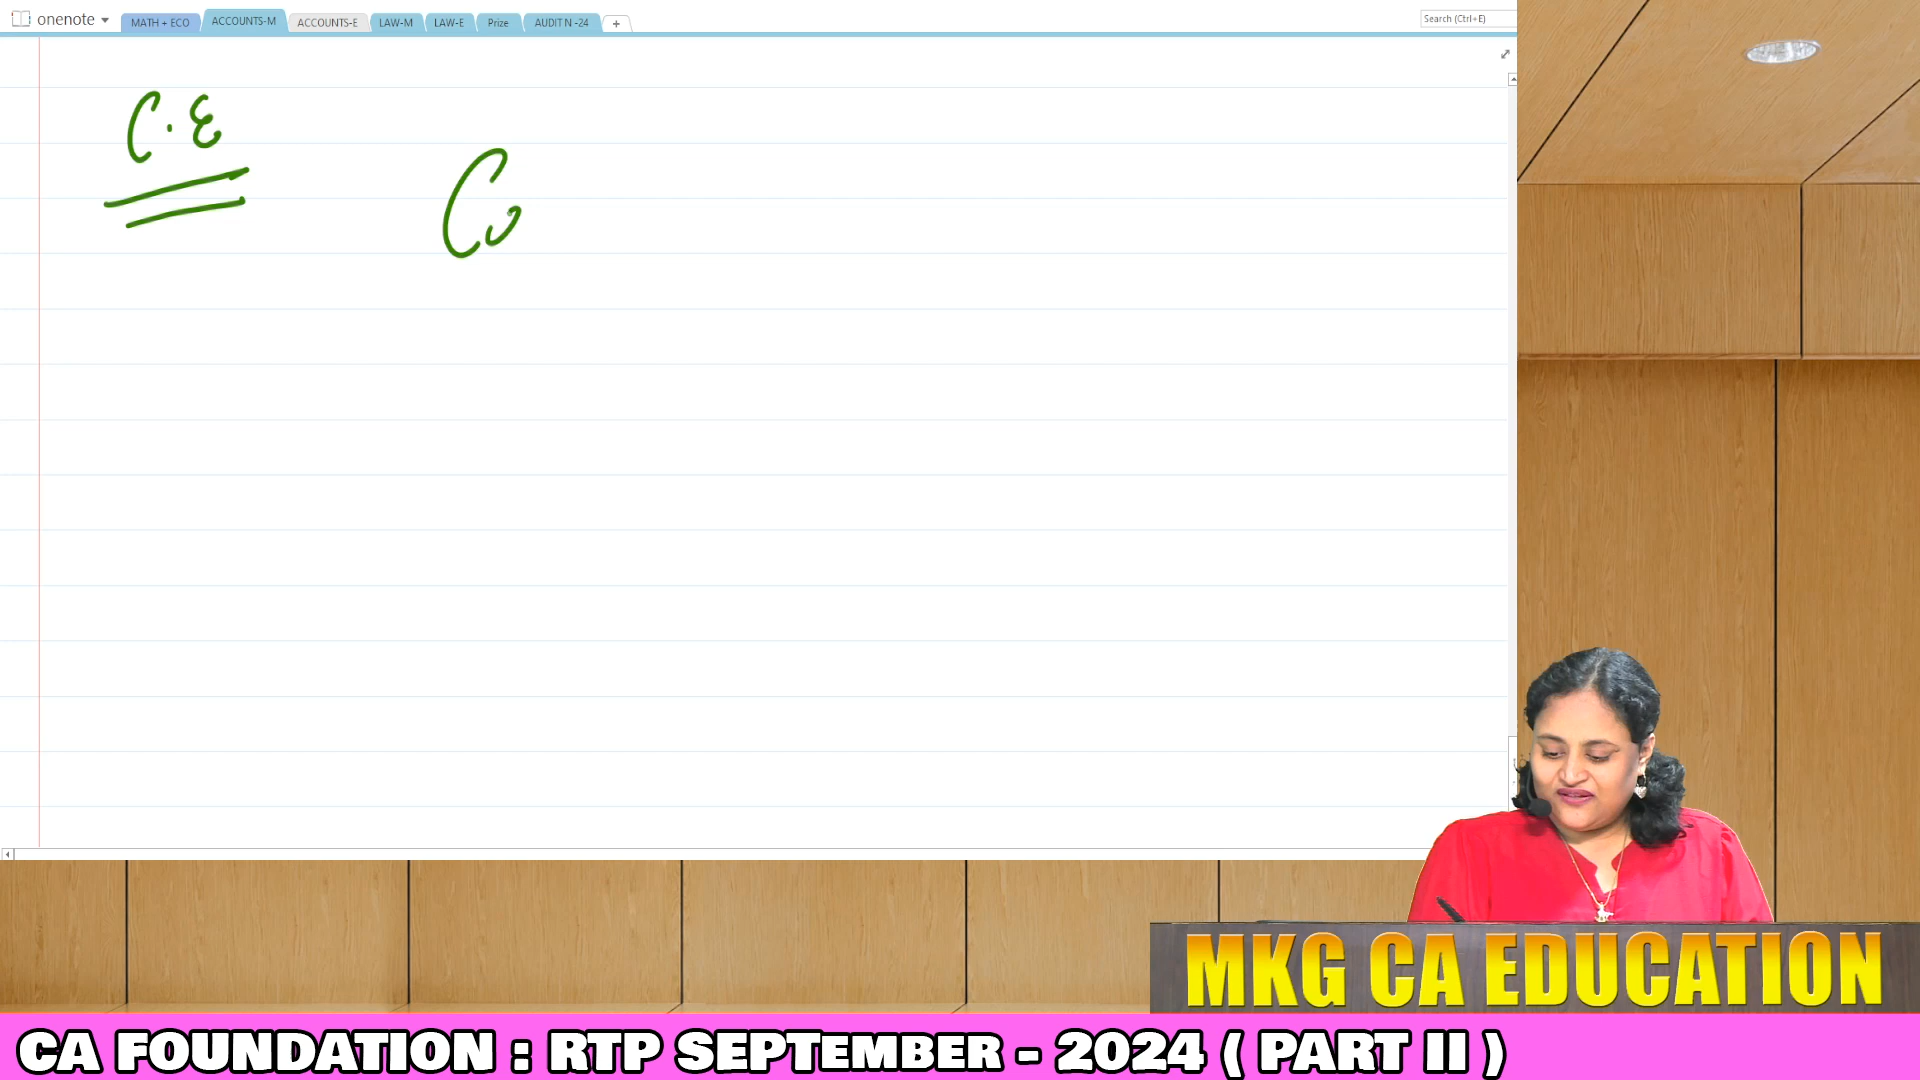 onenote
MATH + ECO ACCOUNTS-M ACCOUNTS-E LAW-M LAW-E Prize AUDIT N -24 +
Search (Ctrl+E)
C.E
Co
MKG CA EDUCATION
CA FOUNDATION : RTP SEPTEMBER - 2024 ( PART II )